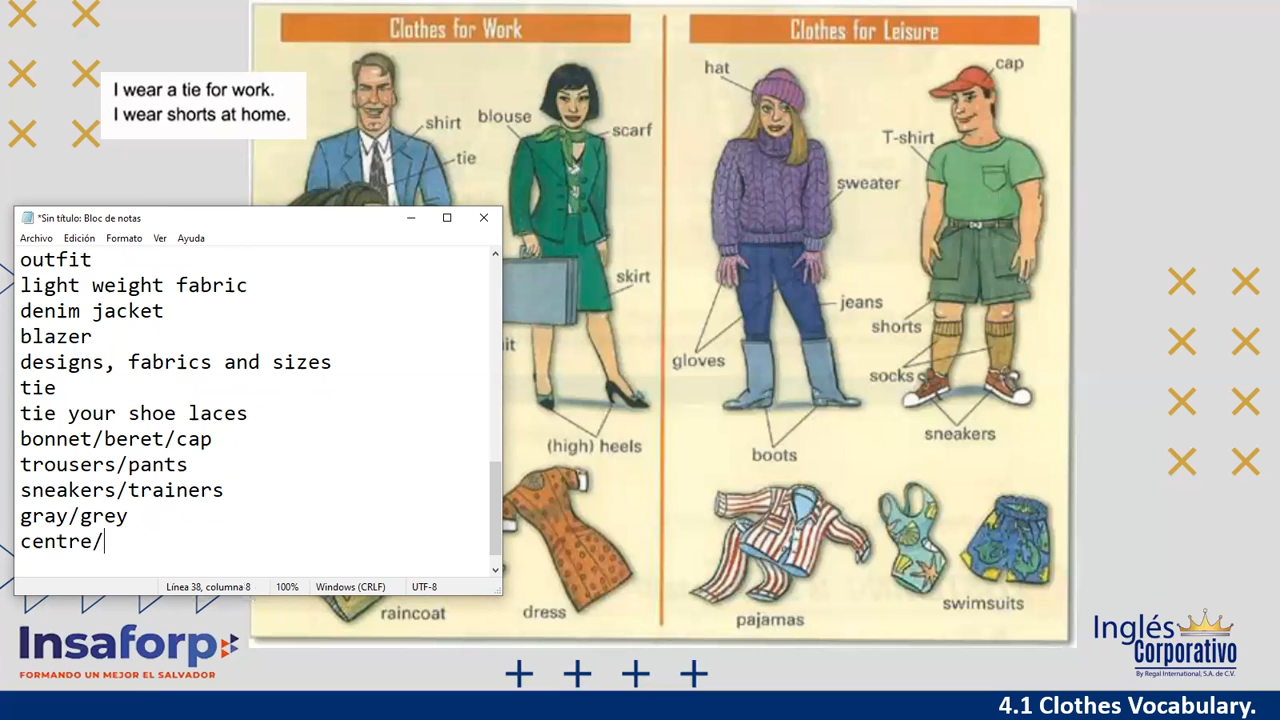 Clothes for Work
Clothes for Leisure
I wear a tie for work.
I wear shorts at home.
shirt
tie
blouse
scarf
skirt
(high) heels
raincoat
dress
hat
cap
T-shirt
sweater
jeans
shorts
gloves
socks
sneakers
boots
pajamas
swimsuits
*Sin título: Bloc de notas
Archivo Edición Formato Ver Ayuda
outfit
light weight fabric
denim jacket
blazer
designs, fabrics and sizes
tie
tie your shoe laces
bonnet/beret/cap
trousers/pants
sneakers/trainers
gray/grey
centre/
Línea 38, columna 8 100% Windows (CRLF) UTF-8
Insaforp
FORMANDO UN MEJOR EL SALVADOR
Inglés
Corporativo
By Regal International, S.A. de C.V.
4.1 Clothes Vocabulary.